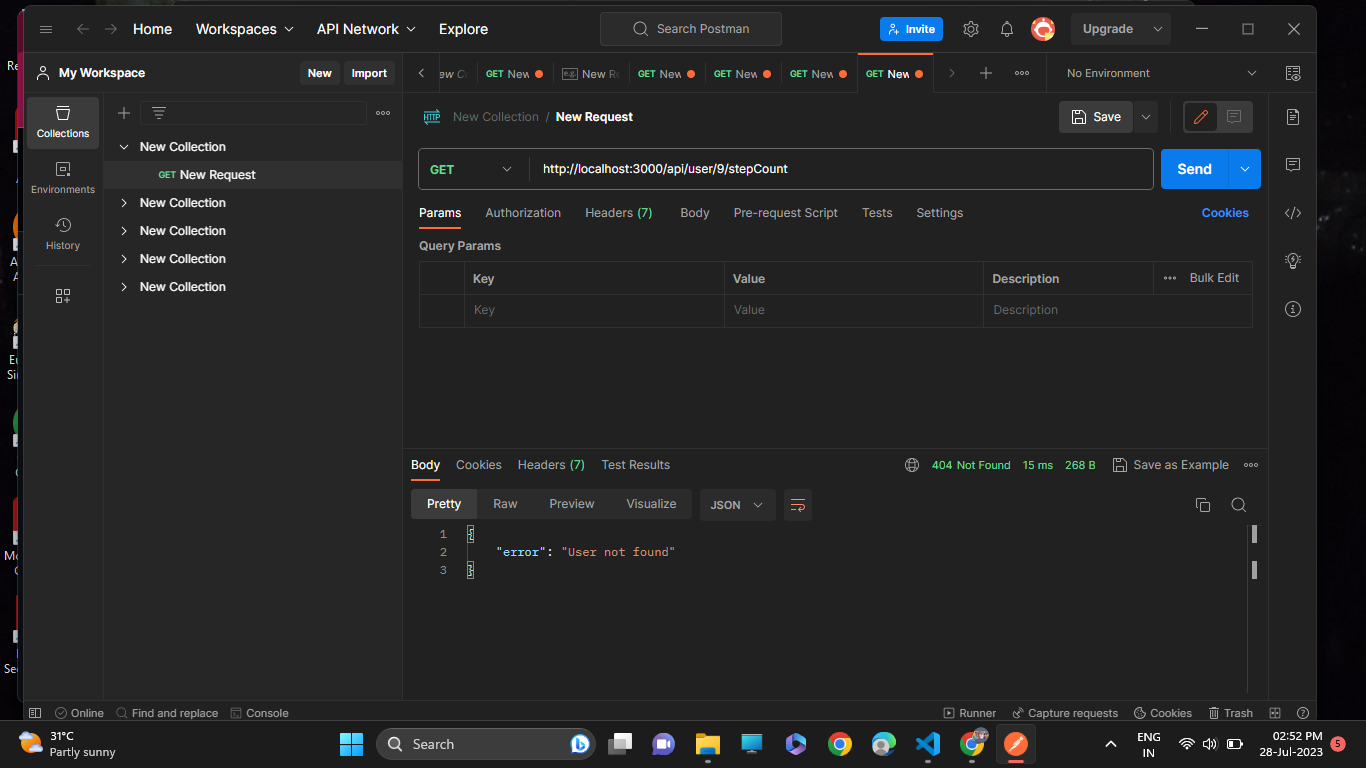 Home
Workspaces
API Network
Explore
Search Postman
Invite
Upgrade
My Workspace
New
Import
GET New
New R
GET New
GET New
GET New
GET New
No Environment
Collections
Environments
History
New Collection
GET New Request
New Collection
New Collection
New Collection
New Collection
HTTP
New Collection / New Request
Save
GET
http://localhost:3000/api/user/9/stepCount
Send
Params
Authorization
Headers (7)
Body
Pre-request Script
Tests
Settings
Cookies
Query Params
Key
Value
Description
Bulk Edit
Key
Value
Description
Body
Cookies
Headers (7)
Test Results
404 Not Found
15 ms
268 B
Save as Example
Pretty
Raw
Preview
Visualize
JSON
1 {
2 "error": "User not found"
3 }
Online
Find and replace
Console
Runner
Capture requests
Cookies
Trash
31°C
Partly sunny
Search
ENG
IN
02:52 PM
28-Jul-2023
5